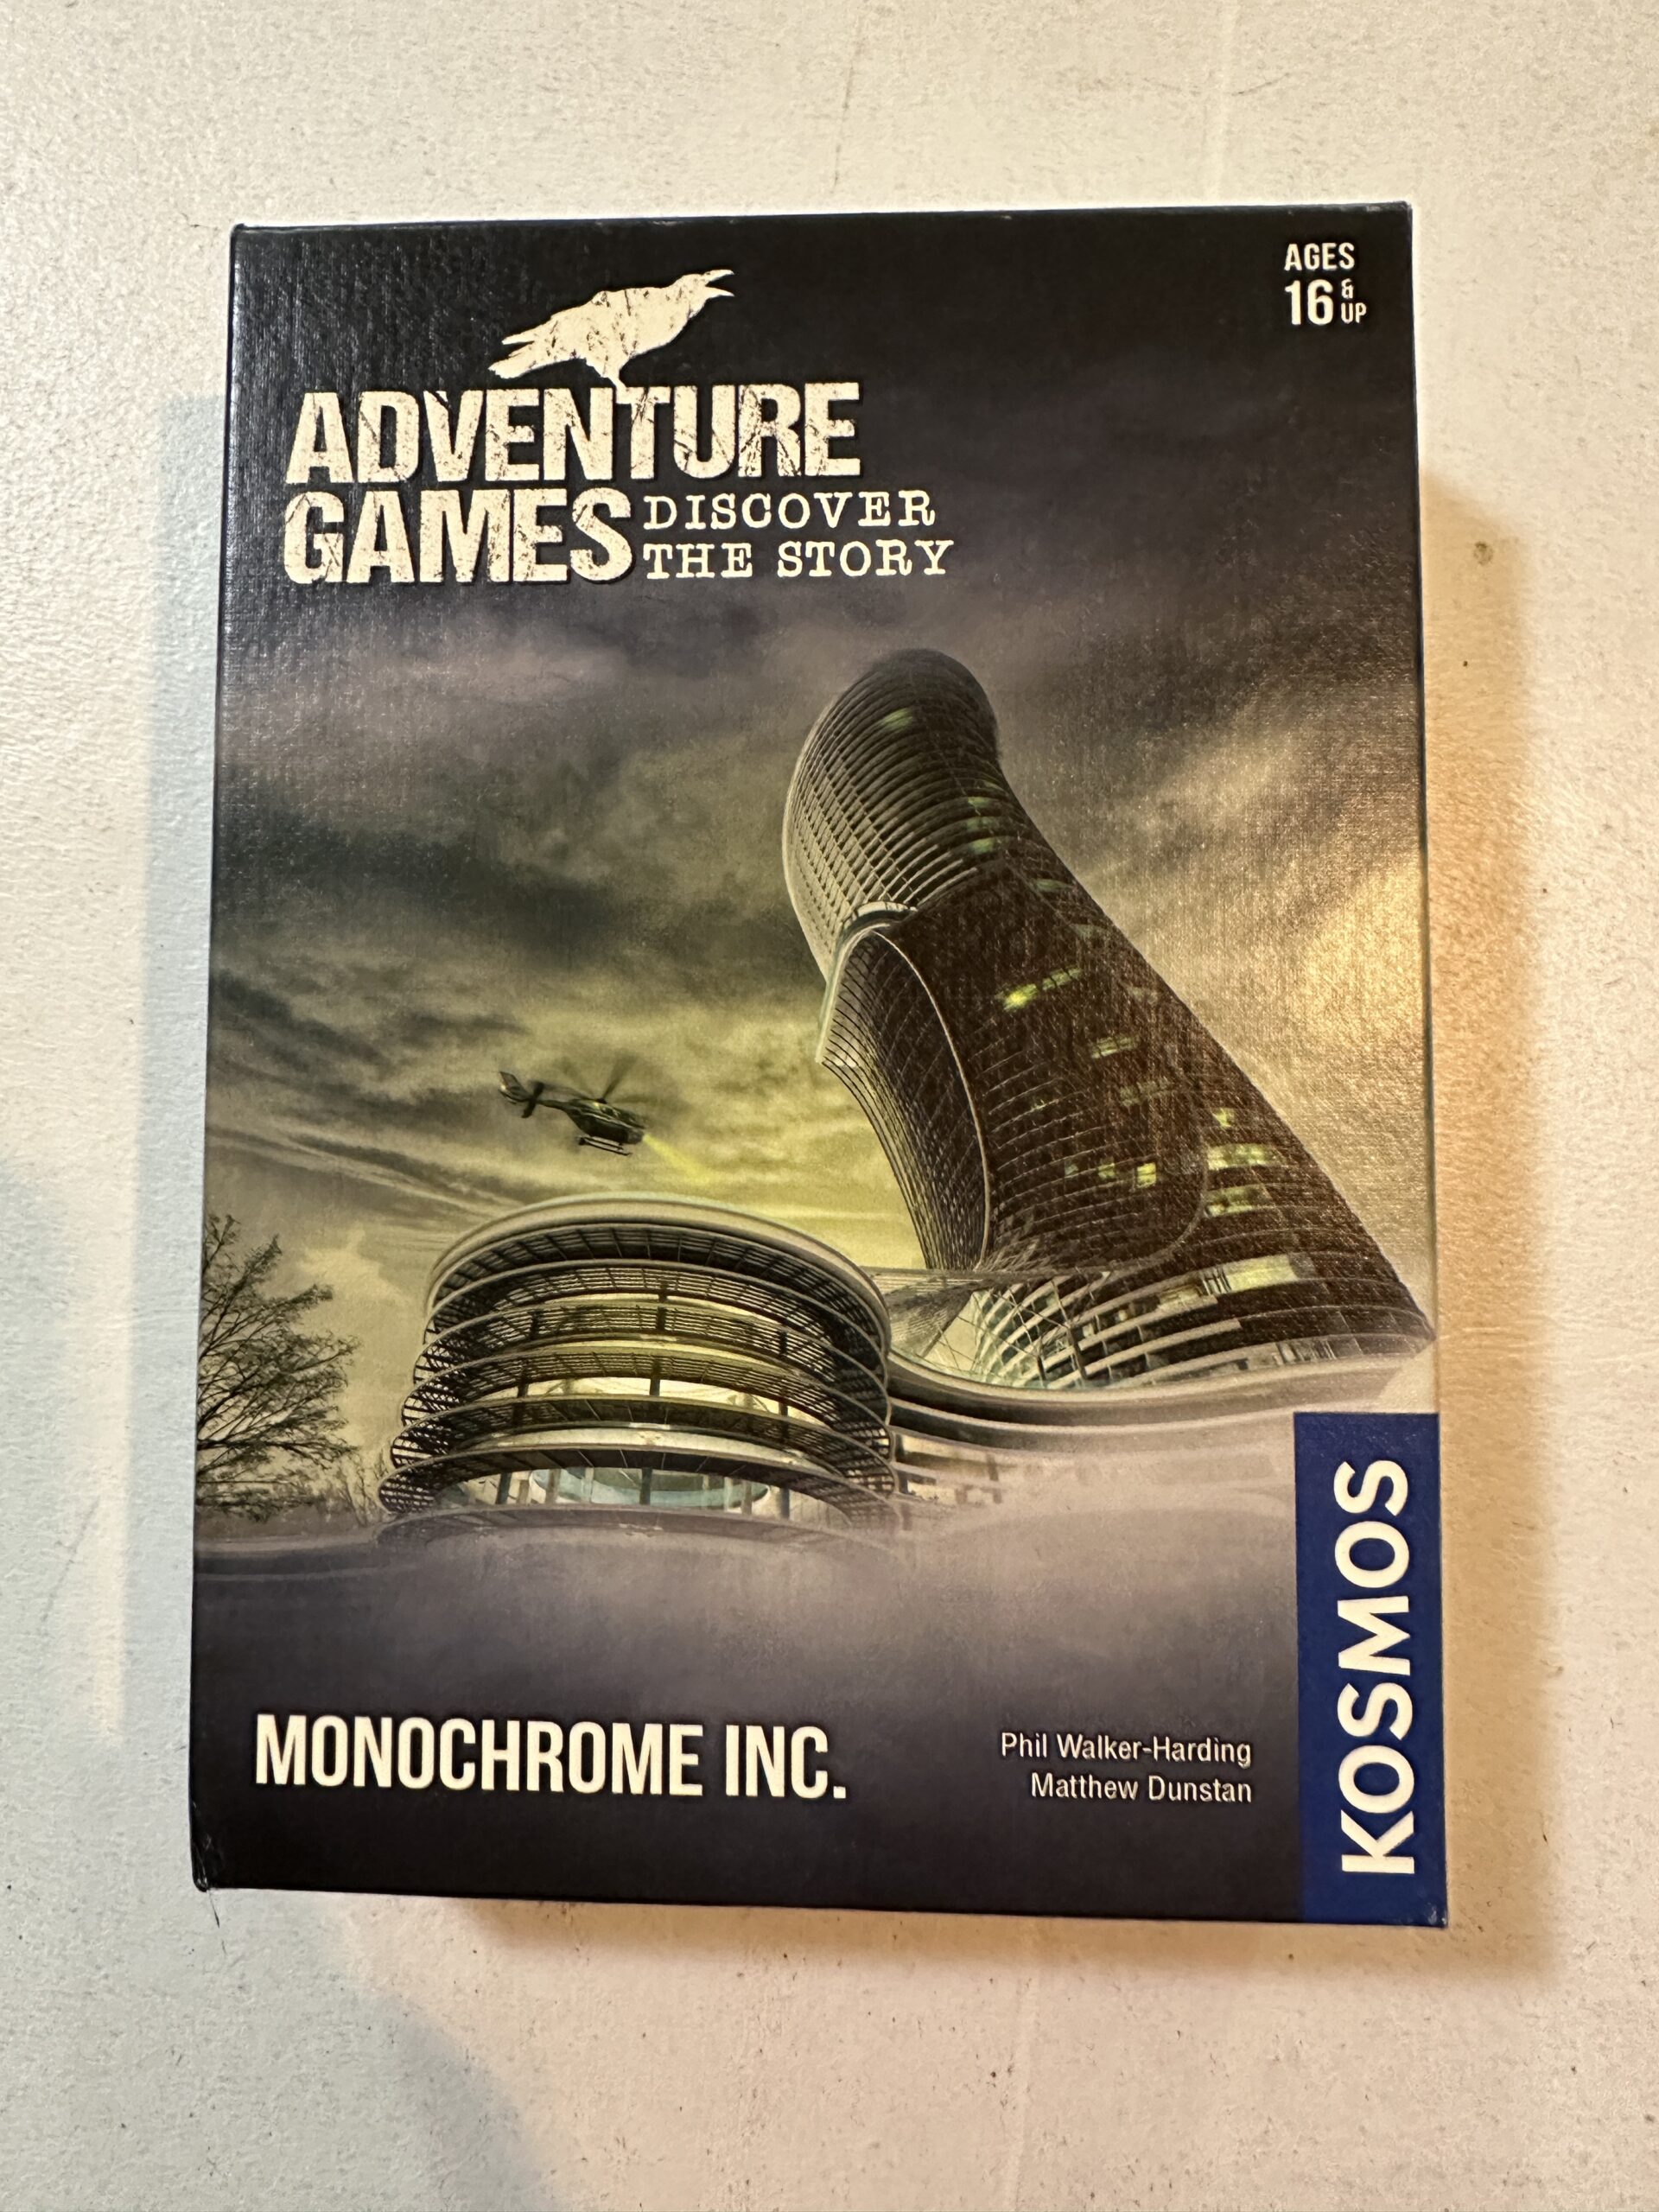 AGES
16 & UP
ADVENTURE
GAMES DISCOVER
THE STORY
MONOCHROME INC.
Phil Walker-Harding
Matthew Dunstan
KOSMOS